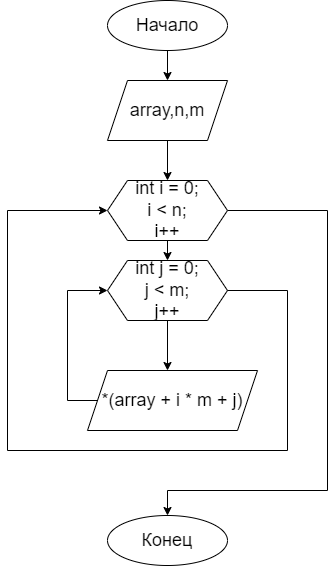 Начало
array,n,m
int i = 0;
i < n;
i++
int j = 0;
j < m;
j++
*(array + i * m + j)
Конец